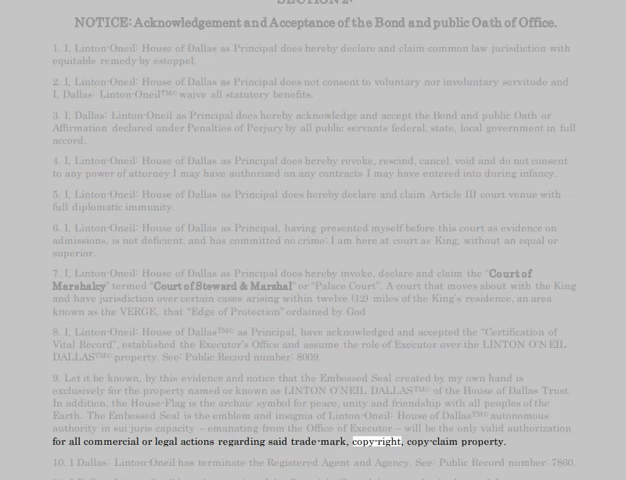 SECTION 2:
NOTICE: Acknowledgement and Acceptance of the Bond and public Oath of Office.
1. I, Linton-Oneil: House of Dallas as Principal does hereby declare and claim common law jurisdiction with
equitable remedy by estoppel.
2. I, Linton-Oneil: House of Dallas as Principal does not consent to voluntary nor involuntary servitude and
I, Dallas: Linton-Oneil™© waive all statutory benefits.
3. I, Dallas: Linton-Oneil as Principal does hereby acknowledge and accept the Bond and public Oath or
Affirmation declared under Penalties of Perjury by all public servants federal, state, local government in full
accord.
4. I, Linton-Oneil: House of Dallas as Principal does hereby revoke, rescind, cancel, void and do not consent
to any power of attorney I may have authorized on any contracts I may have entered into during infancy.
5. I, Linton-Oneil: House of Dallas as Principal does hereby declare and claim Article III court venue with
full diplomatic immunity.
6. I, Linton-Oneil: House of Dallas as Principal, having presented myself before this court as evidence on
admissions, is not deficient, and has committed no crime; I am here at court as King, without an equal or
superior.
7. I, Linton-Oneil: House of Dallas as Principal does hereby invoke, declare and claim the "Court of
Marshalcy" termed "Court of Steward & Marshal" or "Palace Court". A court that moves about with the King
and have jurisdiction over certain cases arising within twelve (12) miles of the King's residence, an area
known as the VERGE, that "Edge of Protection" ordained by God
8. I, Linton-Oneil: House of Dallas™© as Principal, have acknowledged and accepted the "Certification of
Vital Record", established the Executor's Office and assume the role of Executor over the LINTON O'NEIL
DALLAS™© property. See: Public Record number: 8009.
9. Let it be known, by this evidence and notice that the Embossed Seal created by my own hand is
exclusively for the property named or known as LINTON O'NEIL DALLAS™© of the House of Dallas Trust.
In addition, the House-Flag is the archaic symbol for peace, unity and friendship with all peoples of the
Earth. The Embossed Seal is the emblem and insignia of Linton-Oneil: House of Dallas™© autonomous
authority in sui juris capacity – emanating from the Office of Executor – will be the only valid authorization
for all commercial or legal actions regarding said trade-mark, copy-right, copy-claim property.
10. I Dallas: Linton-Oneil has terminate the Registered Agent and Agency. See: Public Record number: 7860.